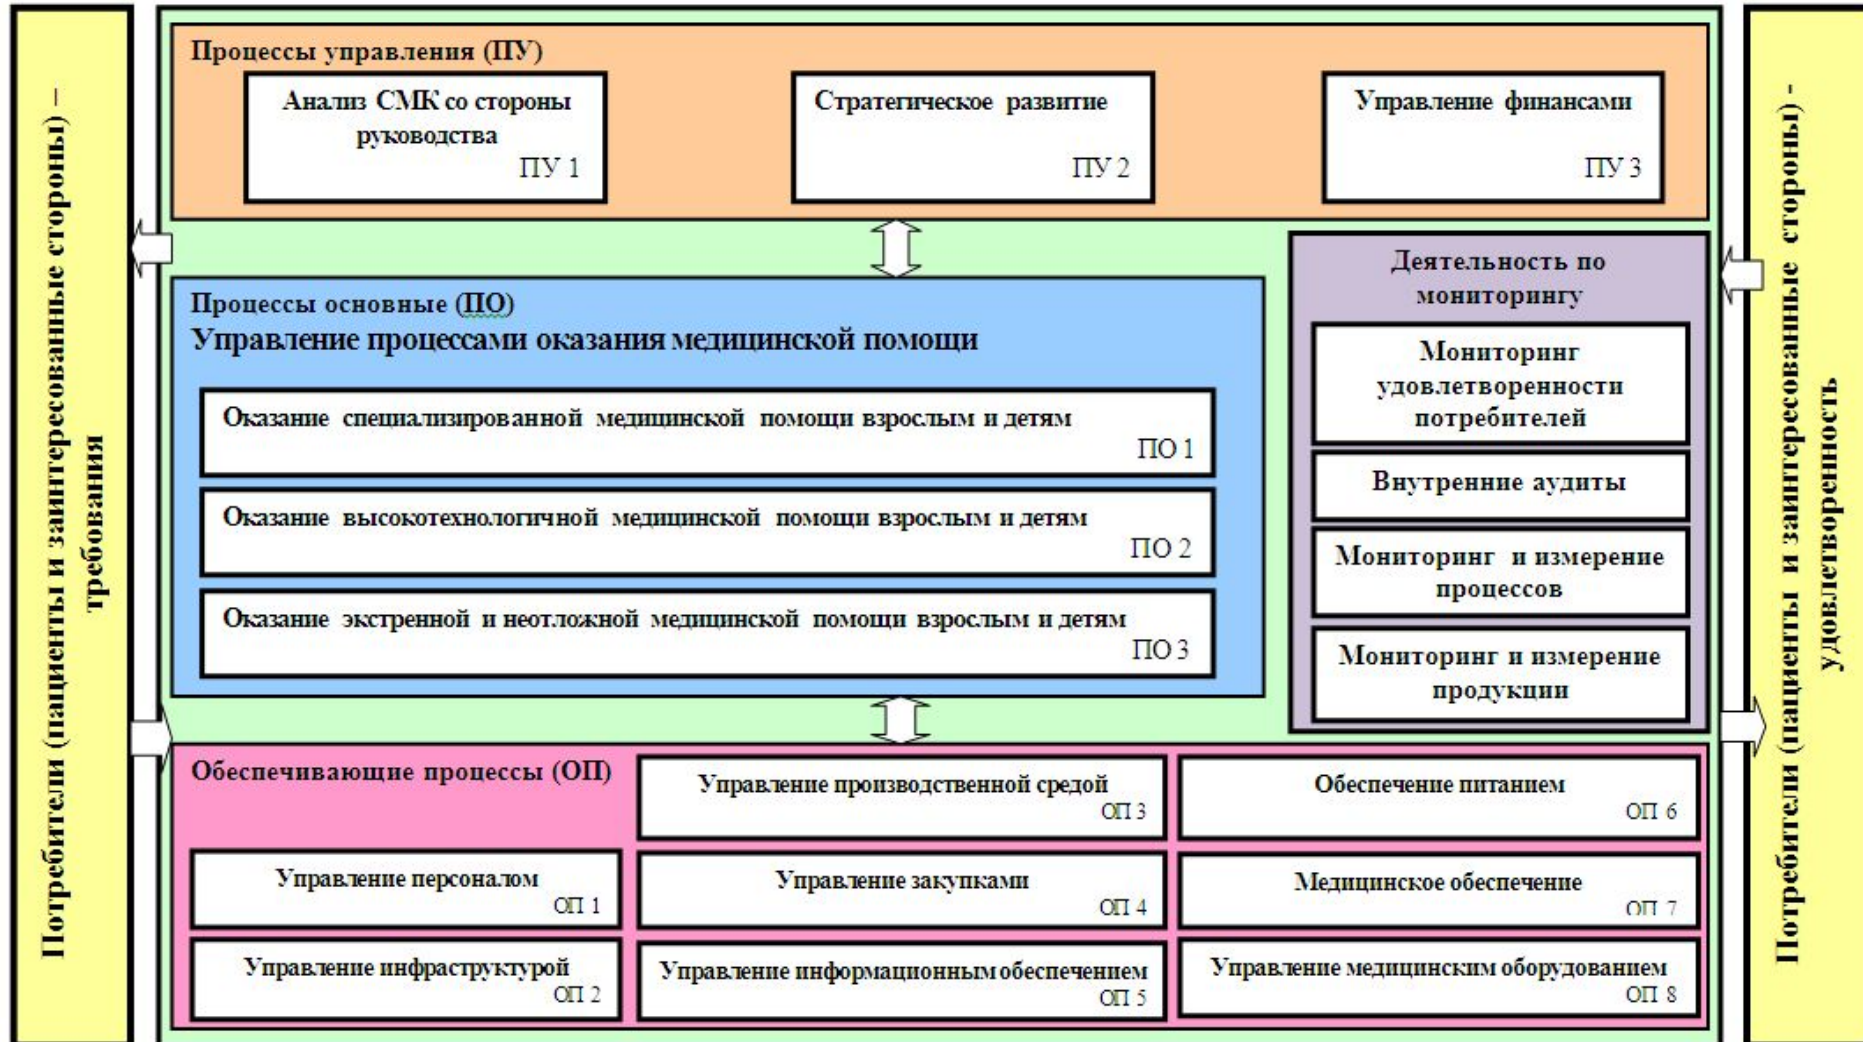 Потребители (пациенты и заинтересованные стороны) –
требования
Процессы управления (ПУ)
Анализ СМК со стороны
руководства
ПУ 1
Стратегическое развитие
ПУ 2
Управление финансами
ПУ 3
Процессы основные (ПО)
Управление процессами оказания медицинской помощи
Оказание специализированной медицинской помощи взрослым и детям
ПО 1
Оказание высокотехнологичной медицинской помощи взрослым и детям
ПО 2
Оказание экстренной и неотложной медицинской помощи взрослым и детям
ПО 3
Деятельность по
мониторингу
Мониторинг
удовлетворенности
потребителей
Внутренние аудиты
Мониторинг и измерение
процессов
Мониторинг и измерение
продукции
Обеспечивающие процессы (ОП)
Управление персоналом
ОП 1
Управление инфраструктурой
ОП 2
Управление производственной средой
ОП 3
Управление закупками
ОП 4
Управление информационным обеспечением
ОП 5
Обеспечение питанием
ОП 6
Медицинское обеспечение
ОП 7
Управление медицинским оборудованием
ОП 8
Потребители (пациенты и заинтересованные стороны) -
удовлетворенность